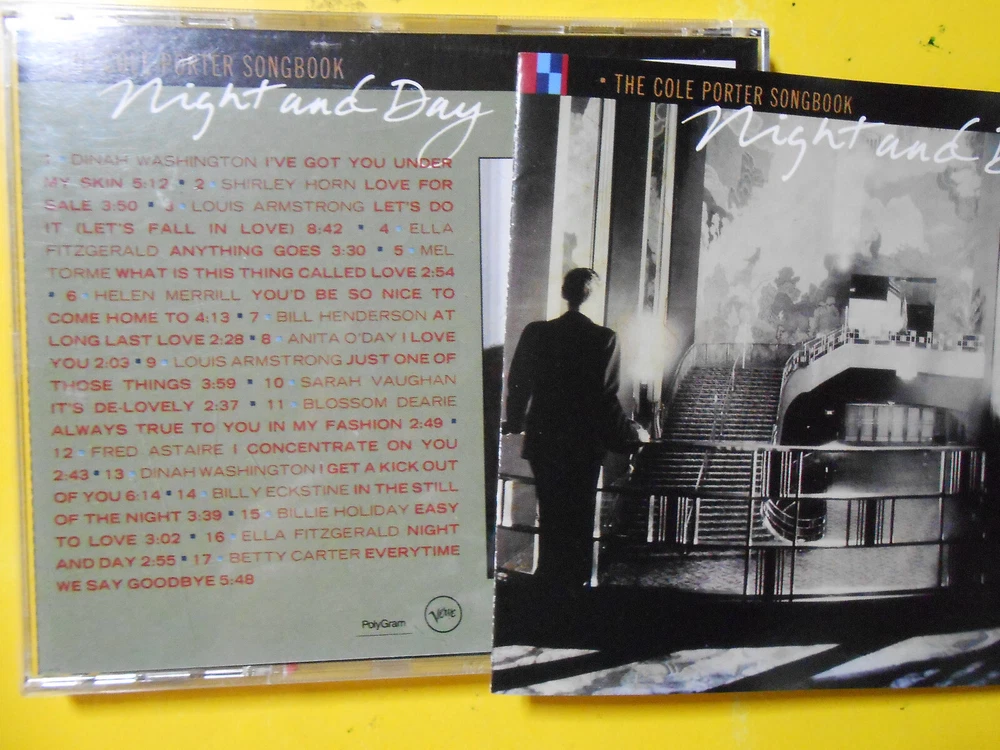 THE COLE PORTER SONGBOOK
Night and Day
1 DINAH WASHINGTON I'VE GOT YOU UNDER
MY SKIN 5:12 ▪ 2 SHIRLEY HORN LOVE FOR
SALE 3:50 ▪ 3 LOUIS ARMSTRONG LET'S DO
IT (LET'S FALL IN LOVE) 8:42 ▪ 4 ELLA
FITZGERALD ANYTHING GOES 3:30 ▪ 5 MEL
TORME WHAT IS THIS THING CALLED LOVE 2:54
▪ 6 HELEN MERRILL YOU'D BE SO NICE TO
COME HOME TO 4:13 ▪ 7 BILL HENDERSON AT
LONG LAST LOVE 2:28 ▪ 8 ANITA O'DAY I LOVE
YOU 2:03 ▪ 9 LOUIS ARMSTRONG JUST ONE OF
THOSE THINGS 3:59 ▪ 10 SARAH VAUGHAN
IT'S DE-LOVELY 2:37 ▪ 11 BLOSSOM DEARIE
ALWAYS TRUE TO YOU IN MY FASHION 2:49 ▪
12 FRED ASTAIRE I CONCENTRATE ON YOU
2:43 ▪ 13 DINAH WASHINGTON I GET A KICK OUT
OF YOU 6:14 ▪ 14 BILLY ECKSTINE IN THE STILL
OF THE NIGHT 3:39 ▪ 15 BILLIE HOLIDAY EASY
TO LOVE 3:02 ▪ 16 ELLA FITZGERALD NIGHT
AND DAY 2:55 ▪ 17 BETTY CARTER EVERYTIME
WE SAY GOODBYE 5:48
PolyGram
Verve
• THE COLE PORTER SONGBOOK
Night and D